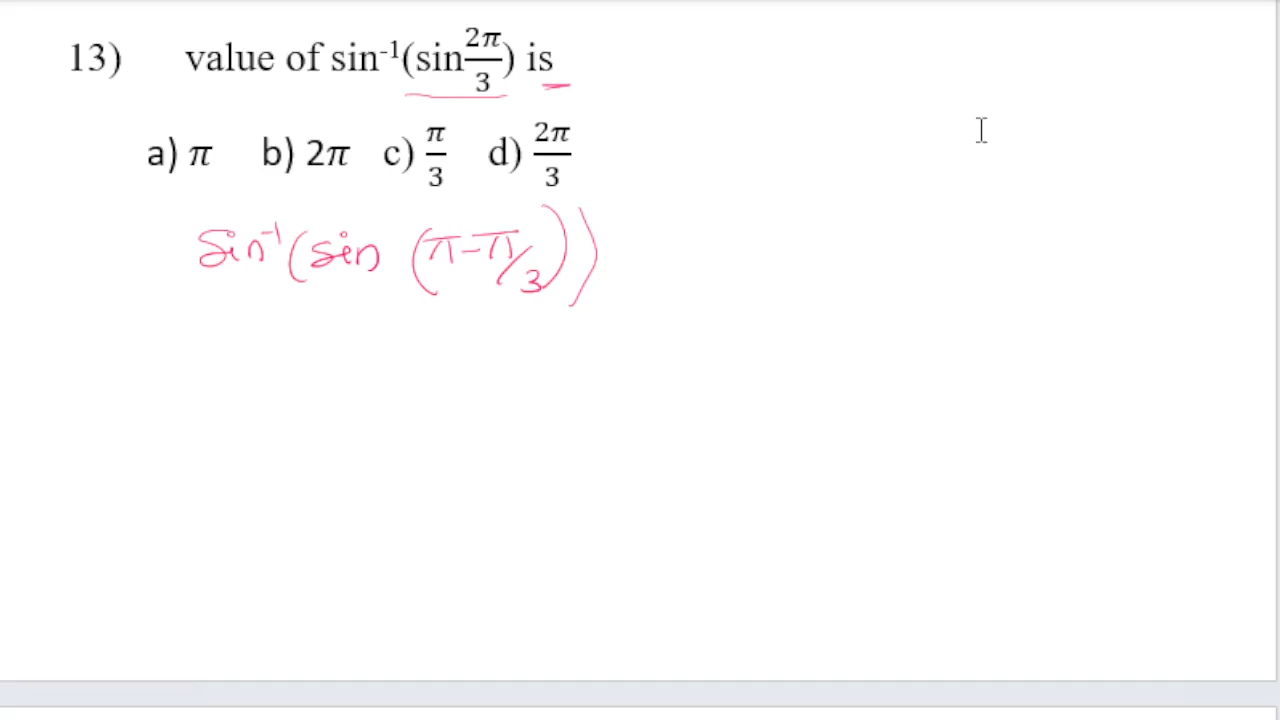 13) value of sin⁻¹(sin 2π/3) is
a) π b) 2π c) π/3 d) 2π/3
Sin⁻¹(sin (π-π/3))